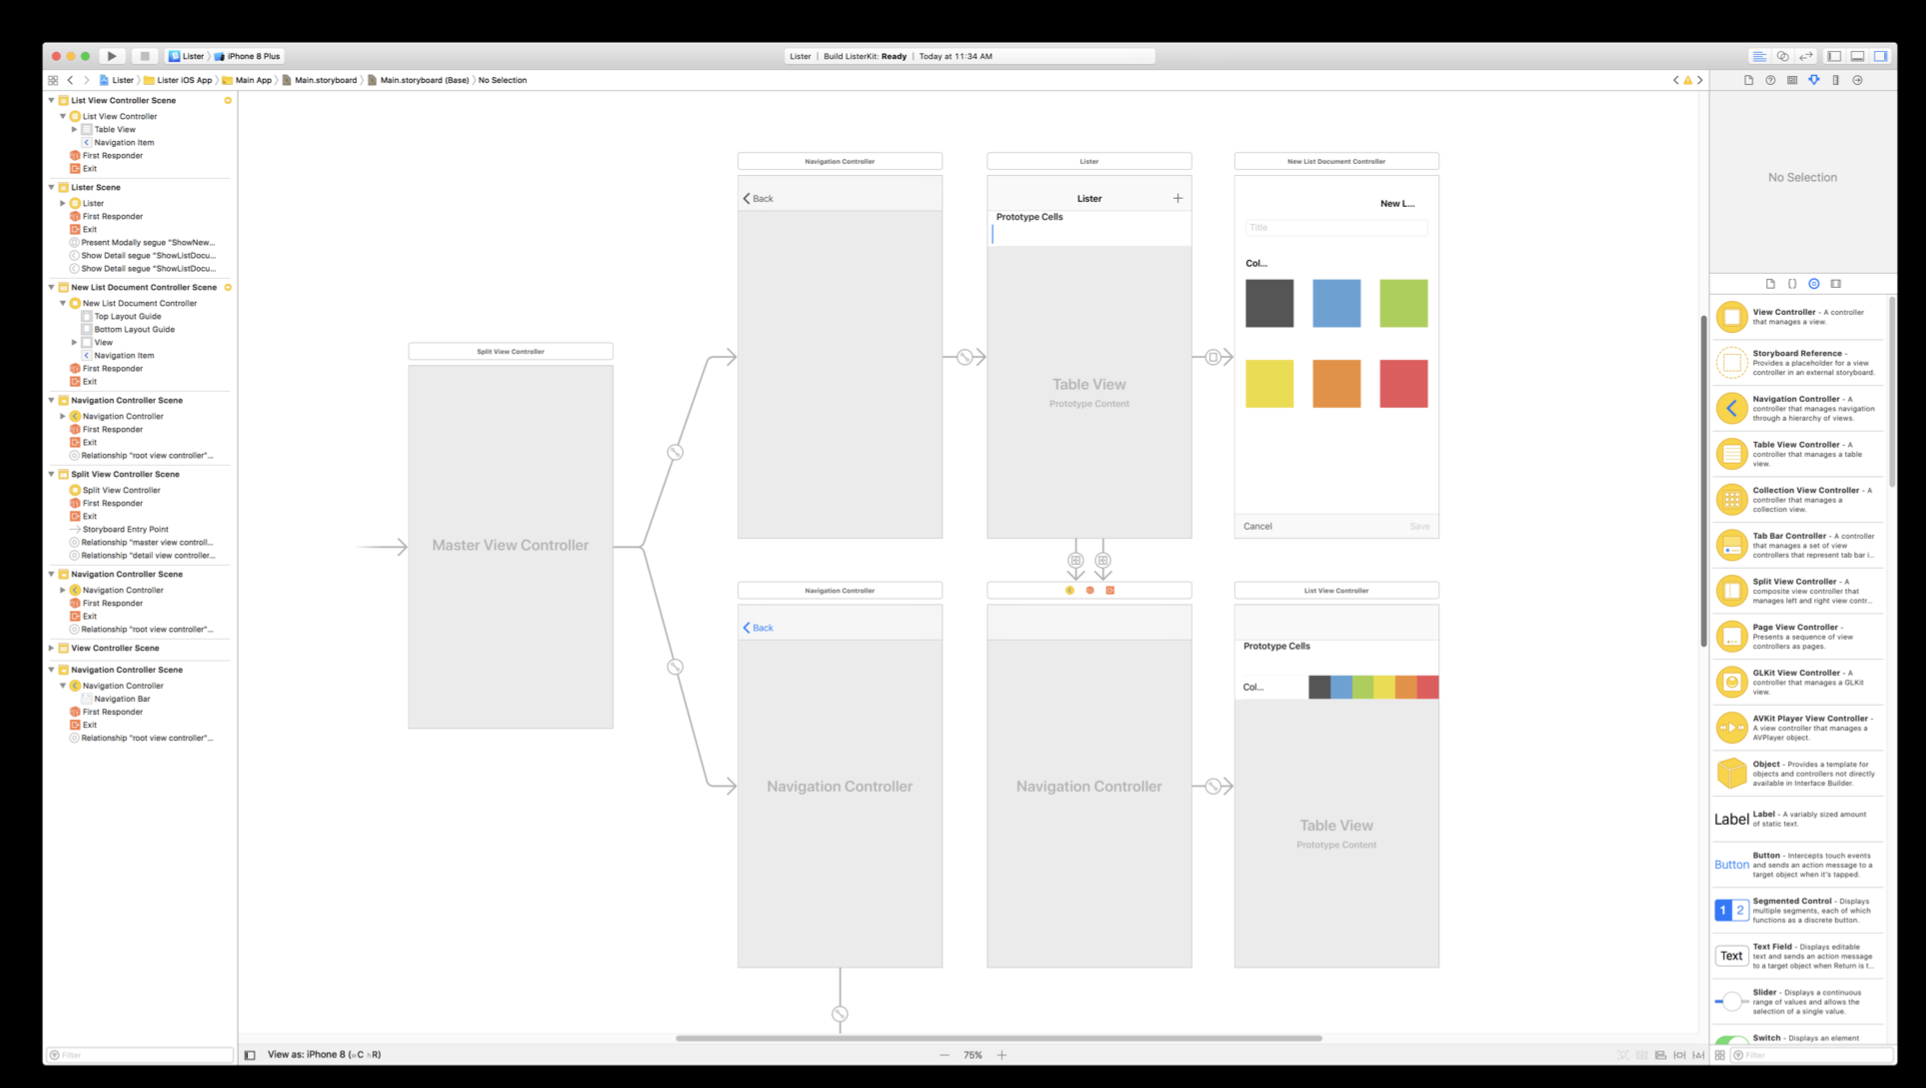 Lister
iPhone 8 Plus
Lister | Build ListerKit: Ready | Today at 11:34 AM
Lister
Lister iOS App
Main App
Main.storyboard
Main.storyboard (Base)
No Selection
List View Controller Scene
List View Controller
Table View
Navigation Item
First Responder
Exit
Lister Scene
Lister
First Responder
Exit
Present Modally segue "ShowNew...
Show Detail segue "ShowListDocu...
Show Detail segue "ShowListDocu...
New List Document Controller Scene
New List Document Controller
Top Layout Guide
Bottom Layout Guide
View
Navigation Item
First Responder
Exit
Navigation Controller Scene
Navigation Controller
First Responder
Exit
Relationship "root view controller"...
Split View Controller Scene
Split View Controller
First Responder
Exit
Storyboard Entry Point
Relationship "master view controll...
Relationship "detail view controller...
Navigation Controller Scene
Navigation Controller
First Responder
Exit
Relationship "root view controller"...
View Controller Scene
Navigation Controller Scene
Navigation Controller
Navigation Bar
First Responder
Exit
Relationship "root view controller"...
Filter
Split View Controller
Master View Controller
Navigation Controller
Back
Lister
Lister
Prototype Cells
Table View
Prototype Content
New List Document Controller
New L...
Title
Col...
Cancel
Save
Navigation Controller
Back
Navigation Controller
Navigation Controller
List View Controller
Prototype Cells
Col...
Table View
Prototype Content
View as: iPhone 8 (wC hR)
75%
No Selection
View Controller - A controller
that manages a view.
Storyboard Reference -
Provides a placeholder for a view
controller in an external storyboard.
Navigation Controller - A
controller that manages navigation
through a hierarchy of views.
Table View Controller - A
controller that manages a table
view.
Collection View Controller - A
controller that manages a
collection view.
Tab Bar Controller - A controller
that manages a set of view
controllers that represent tab bar i...
Split View Controller - A
composite view controller that
manages left and right view contr...
Page View Controller -
Presents a sequence of view
controllers as pages.
GLKit View Controller - A
controller that manages a GLKit
view.
AVKit Player View Controller -
A view controller that manages a
AVPlayer object.
Object - Provides a template for
objects and controllers not directly
available in Interface Builder.
Label
Label - A variably sized amount
of static text.
Button
Button - Intercepts touch events
and sends an action message to a
target object when it's tapped.
1 2
Segmented Control - Displays
multiple segments, each of which
functions as a discrete button.
Text
Text Field - Displays editable
text and sends an action message
to a target object when Return is t...
Slider - Displays a continuous
range of values and allows the
selection of a single value.
Switch - Displays an element
Filter